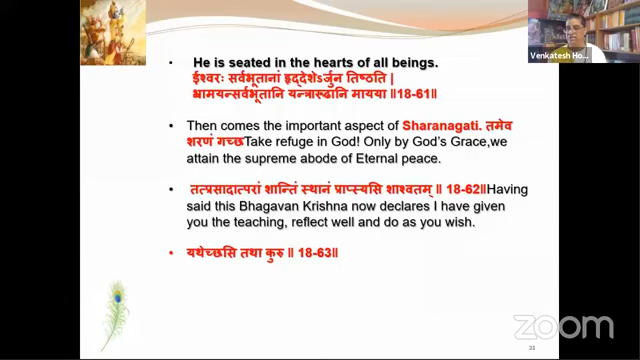 Venkatesh Ho...
He is seated in the hearts of all beings.
ईश्वरः सर्वभूतानां हृद्देशेऽर्जुन तिष्ठति |
भ्रामयन्सर्वभूतानि यन्त्रारूढानि मायया ||18-61||
Then comes the important aspect of Sharanagati. तमेव
शरणं गच्छTake refuge in God! Only by God's Grace,we
attain the supreme abode of Eternal peace.
तत्प्रसादात्परां शान्तिं स्थानं प्राप्स्यसि शाश्वतम् || 18-62||Having
said this Bhagavan Krishna now declares I have given
you the teaching, reflect well and do as you wish.
यथेच्छसि तथा कुरु || 18-63||
zoom
21